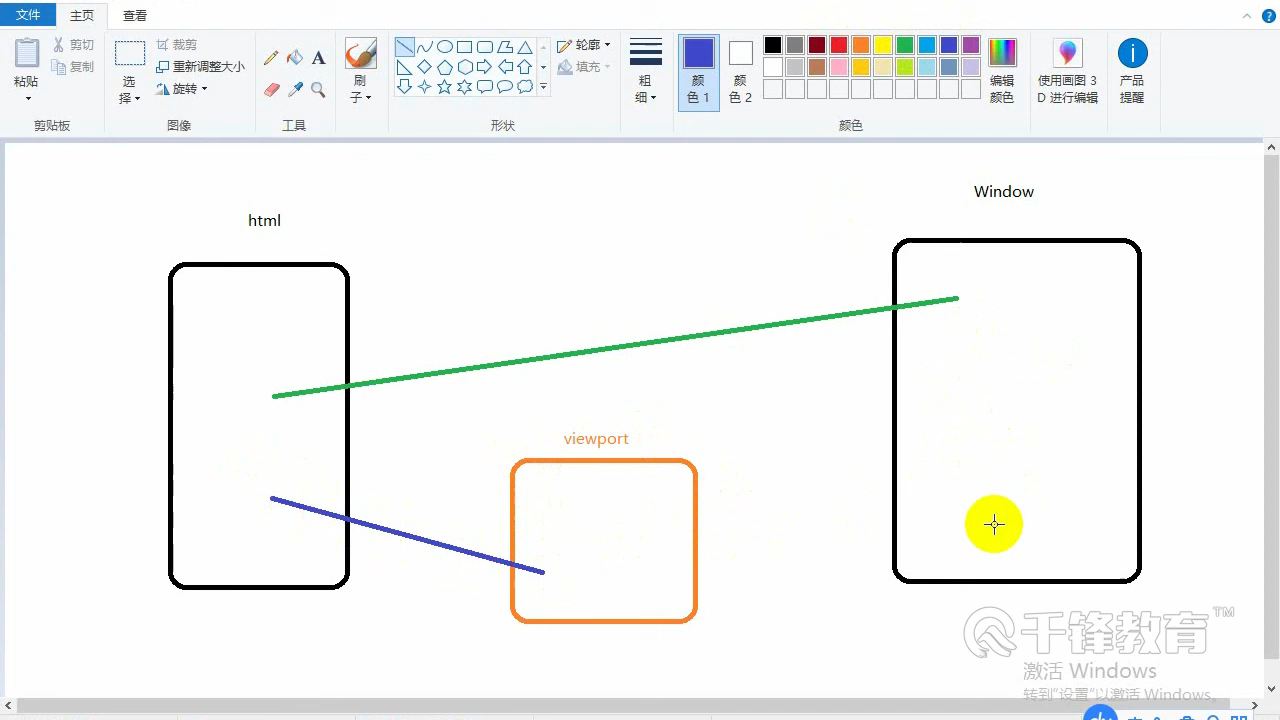 文件 主页 查看
粘贴
剪切
复制
剪贴板
选
择
裁剪
重新调整大小
旋转
图像
A
工具
刷
子
轮廓
填充
形状
粗
细
颜
色 1
颜
色 2
编辑
颜色
颜色
使用画图 3
D 进行编辑
产品
提醒
Window
html
viewport
千锋教育™
激活 Windows
转到"设置"以激活 Windows。